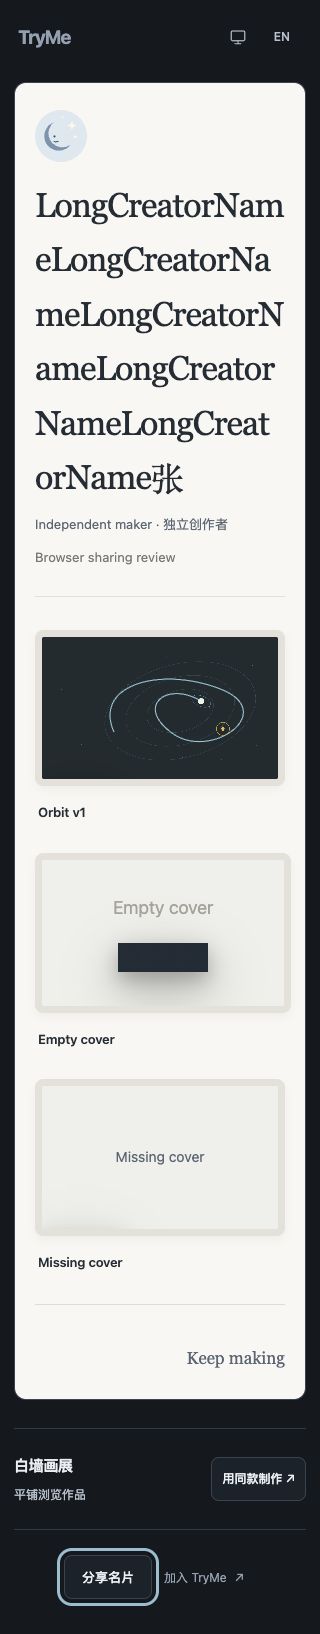 TryMe
EN
LongCreatorNam
eLongCreatorNa
meLongCreatorN
ameLongCreator
NameLongCreat
orName张
Independent maker · 独立创作者
Browser sharing review
Orbit v1
Empty cover
Empty cover
Missing cover
Missing cover
Keep making
白墙画展
平铺浏览作品
用同款制作 ↗
分享名片
加入 TryMe ↗